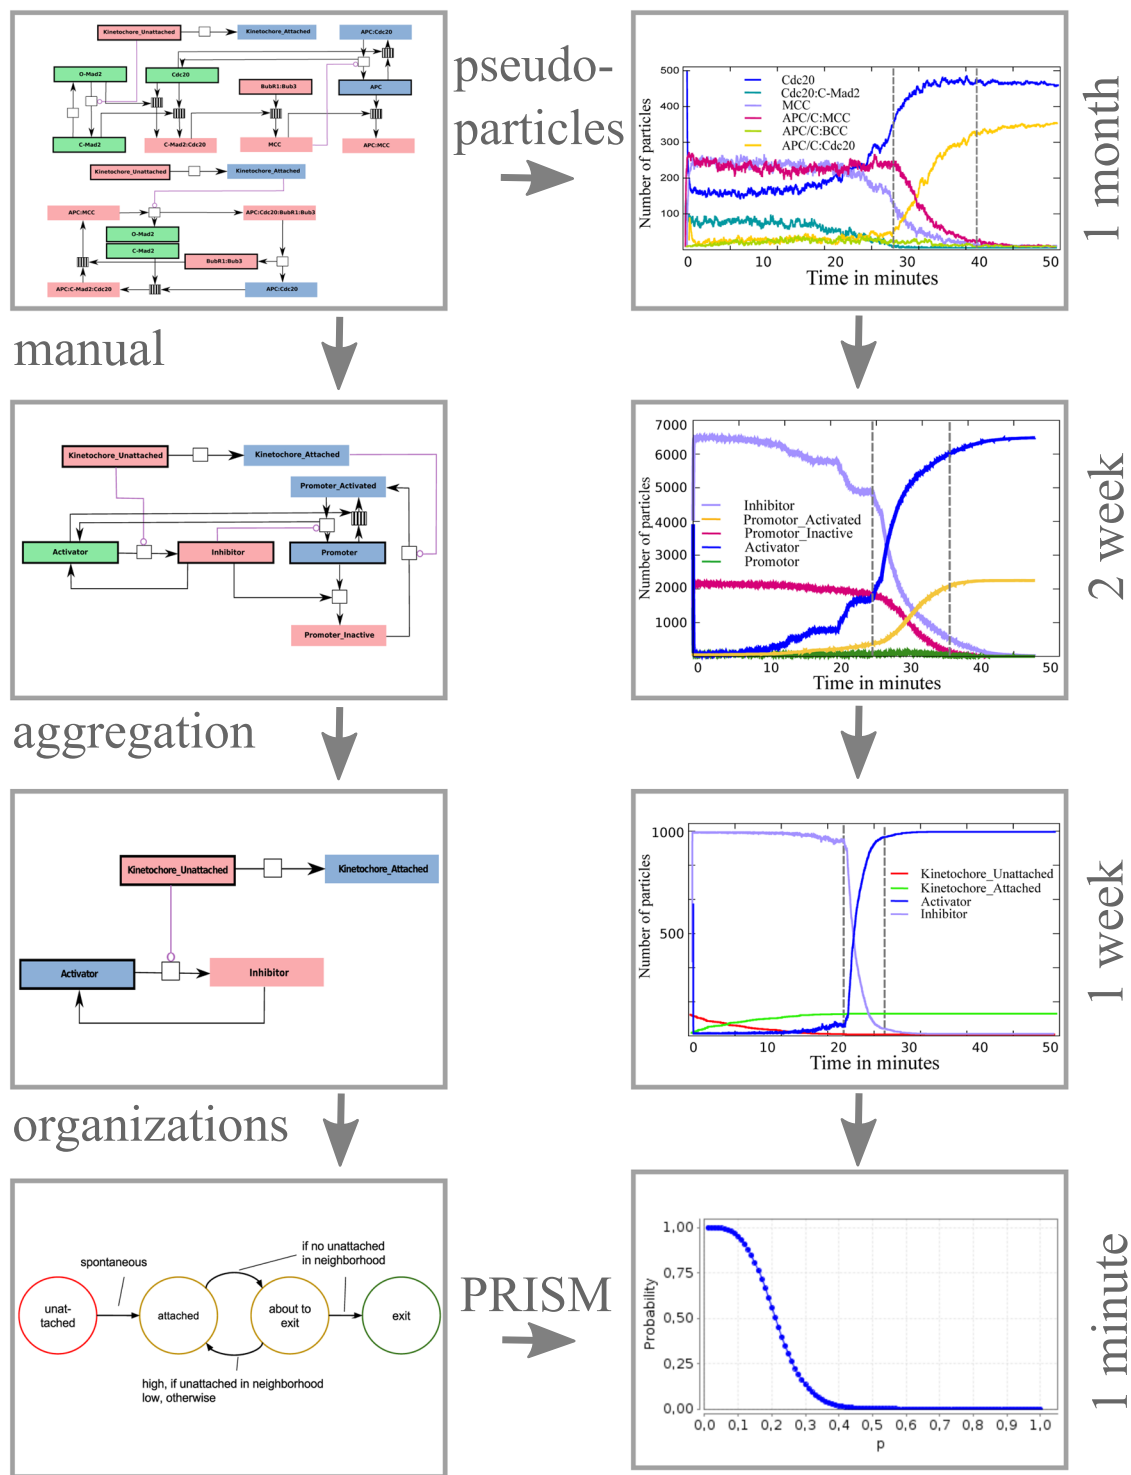 Kinetochore_Unattached
Kinetochore_Attached
APC:Cdc20
O-Mad2
Cdc20
BubR1:Bub3
APC
C-Mad2
C-Mad2:Cdc20
MCC
APC:MCC
Kinetochore_Unattached
Kinetochore_Attached
APC:MCC
APC:Cdc20:BubR1:Bub3
O-Mad2
C-Mad2
BubR1:Bub3
APC:C-Mad2:Cdc20
APC:Cdc20
pseudo-
particles
Number of particles
500
400
300
200
100
Cdc20
Cdc20:C-Mad2
MCC
APC/C:MCC
APC/C:BCC
APC/C:Cdc20
0 10 20 30 40 50
Time in minutes
1 month
manual
Kinetochore_Unattached
Kinetochore_Attached
Promoter_Activated
Activator
Inhibitor
Promoter
Promoter_Inactive
Number of particles
7000
6000
5000
4000
3000
2000
1000
Inhibitor
Promotor_Activated
Promotor_Inactive
Activator
Promotor
0 10 20 30 40 50
Time in minutes
2 week
aggregation
Kinetochore_Unattached
Kinetochore_Attached
Activator
Inhibitor
Number of particles
1000
500
Kinetochore_Unattached
Kinetochore_Attached
Activator
Inhibitor
0 10 20 30 40 50
Time in minutes
1 week
organizations
spontaneous
if no unattached
in neighborhood
unat-
tached
attached
about to
exit
exit
high, if unattached in neighborhood
low, otherwise
PRISM
Probability
1,00
0,75
0,50
0,25
0,00
0,0 0,1 0,2 0,3 0,4 0,5 0,6 0,7 0,8 0,9 1,0
p
1 minute